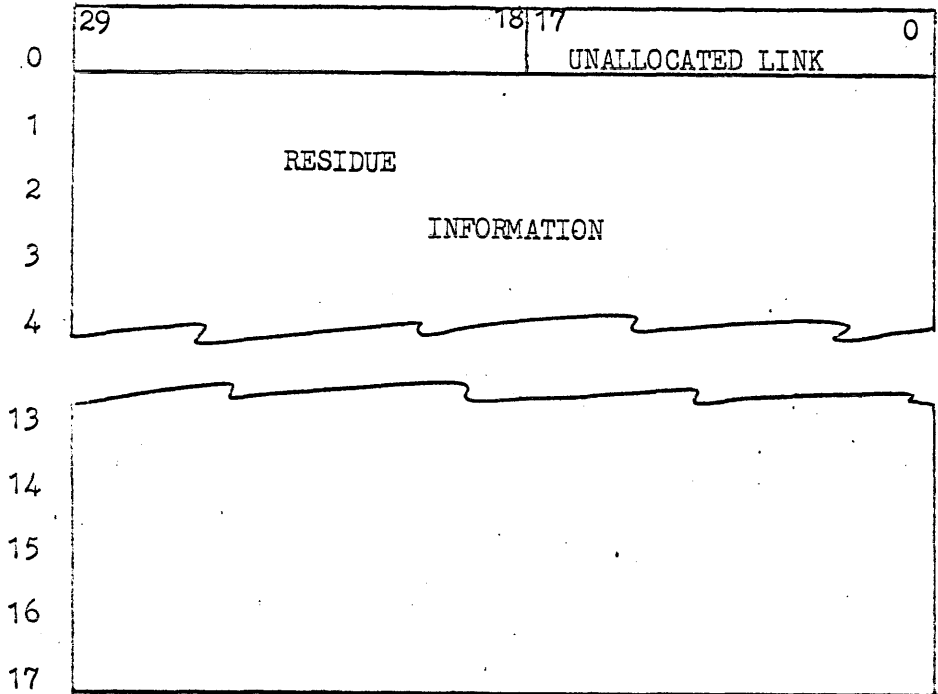 29 18 17 0
0 UNALLOCATED LINK
1
RESIDUE
2
INFORMATION
3
4
13
14
15
16
17